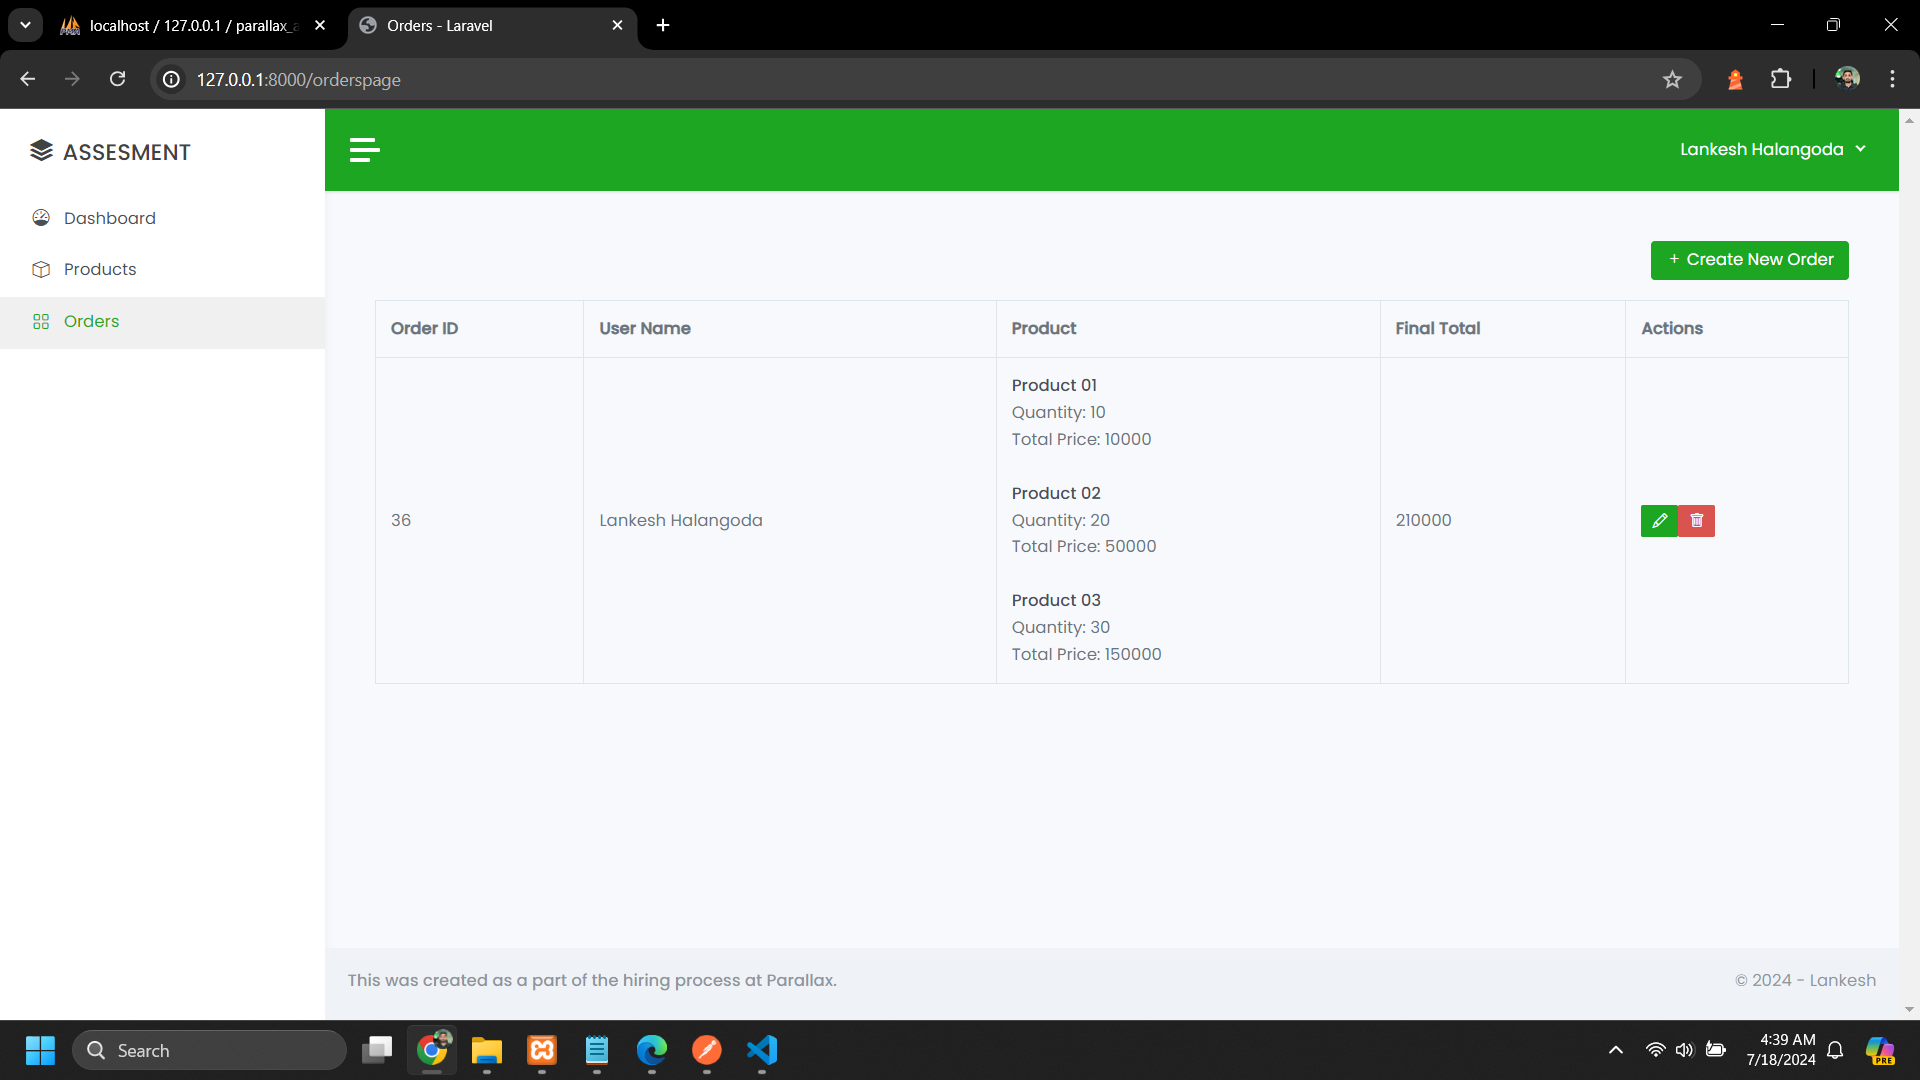 localhost / 127.0.0.1 / parallax_a
Orders - Laravel
127.0.0.1:8000/orderspage
ASSESMENT
Lankesh Halangoda
Dashboard
Products
Orders
+ Create New Order
Order ID
User Name
Product
Final Total
Actions
36
Lankesh Halangoda
Product 01
Quantity: 10
Total Price: 10000
Product 02
Quantity: 20
Total Price: 50000
Product 03
Quantity: 30
Total Price: 150000
210000
This was created as a part of the hiring process at Parallax.
© 2024 - Lankesh
Search
4:39 AM
7/18/2024
PRE